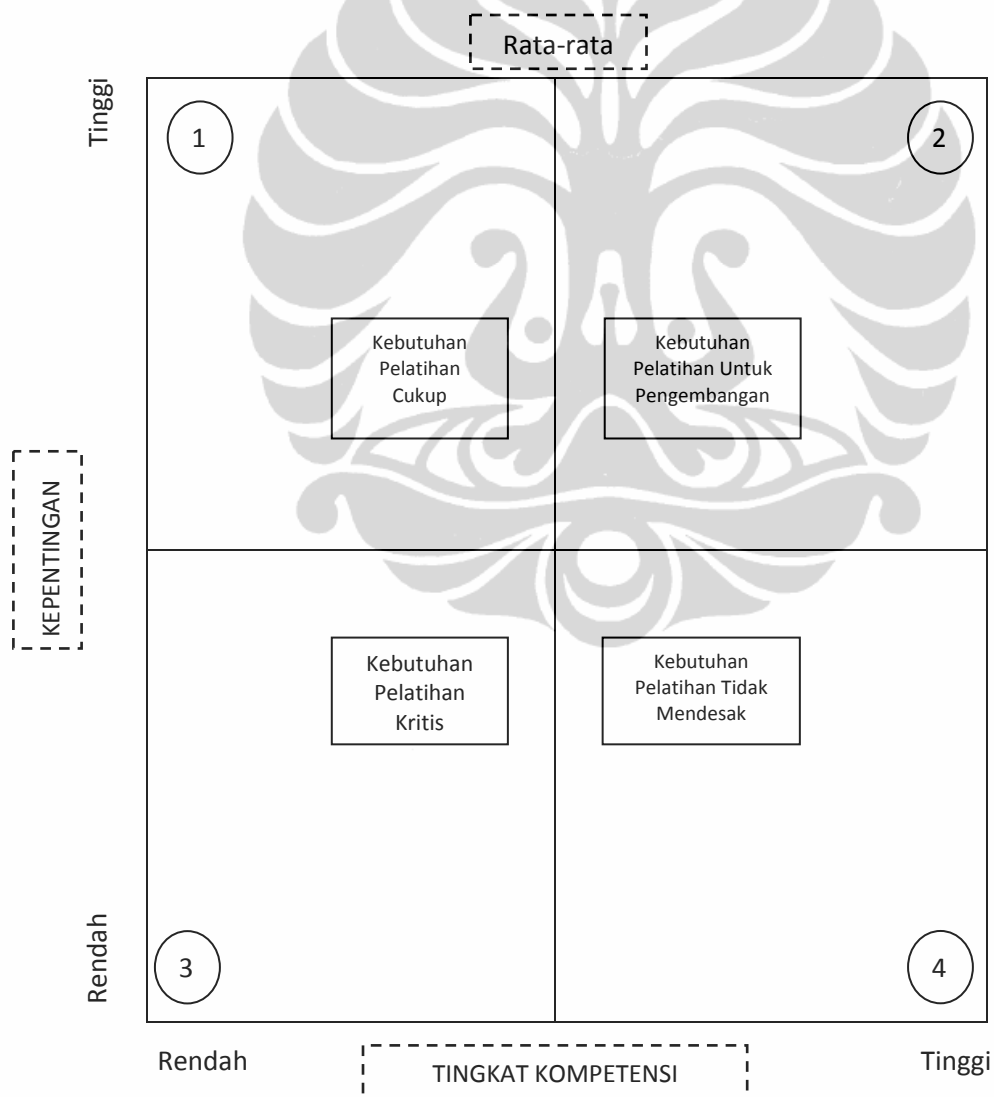 Rata-rata
Tinggi
1
2
Kebutuhan
Pelatihan
Cukup
Kebutuhan
Pelatihan Untuk
Pengembangan
KEPENTINGAN
Kebutuhan
Pelatihan
Kritis
Kebutuhan
Pelatihan Tidak
Mendesak
Rendah
3
4
Rendah
TINGKAT KOMPETENSI
Tinggi